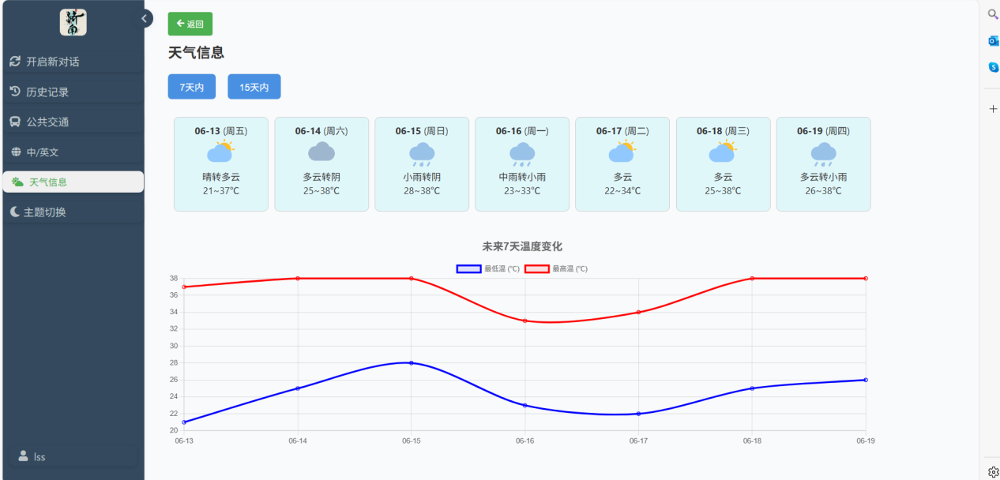 济南
开启新对话
历史记录
公共交通
中/英文
天气信息
主题切换
lss
返回
天气信息
7天内
15天内
06-13 (周五)
晴转多云
21~37℃
06-14 (周六)
多云转阴
25~38℃
06-15 (周日)
小雨转阴
28~38℃
06-16 (周一)
中雨转小雨
23~33℃
06-17 (周二)
多云
22~34℃
06-18 (周三)
多云
25~38℃
06-19 (周四)
多云转小雨
26~38℃
未来7天温度变化
最低温 (℃) 最高温 (℃)
38
36
34
32
30
28
26
24
22
20
06-13 06-14 06-15 06-16 06-17 06-18 06-19